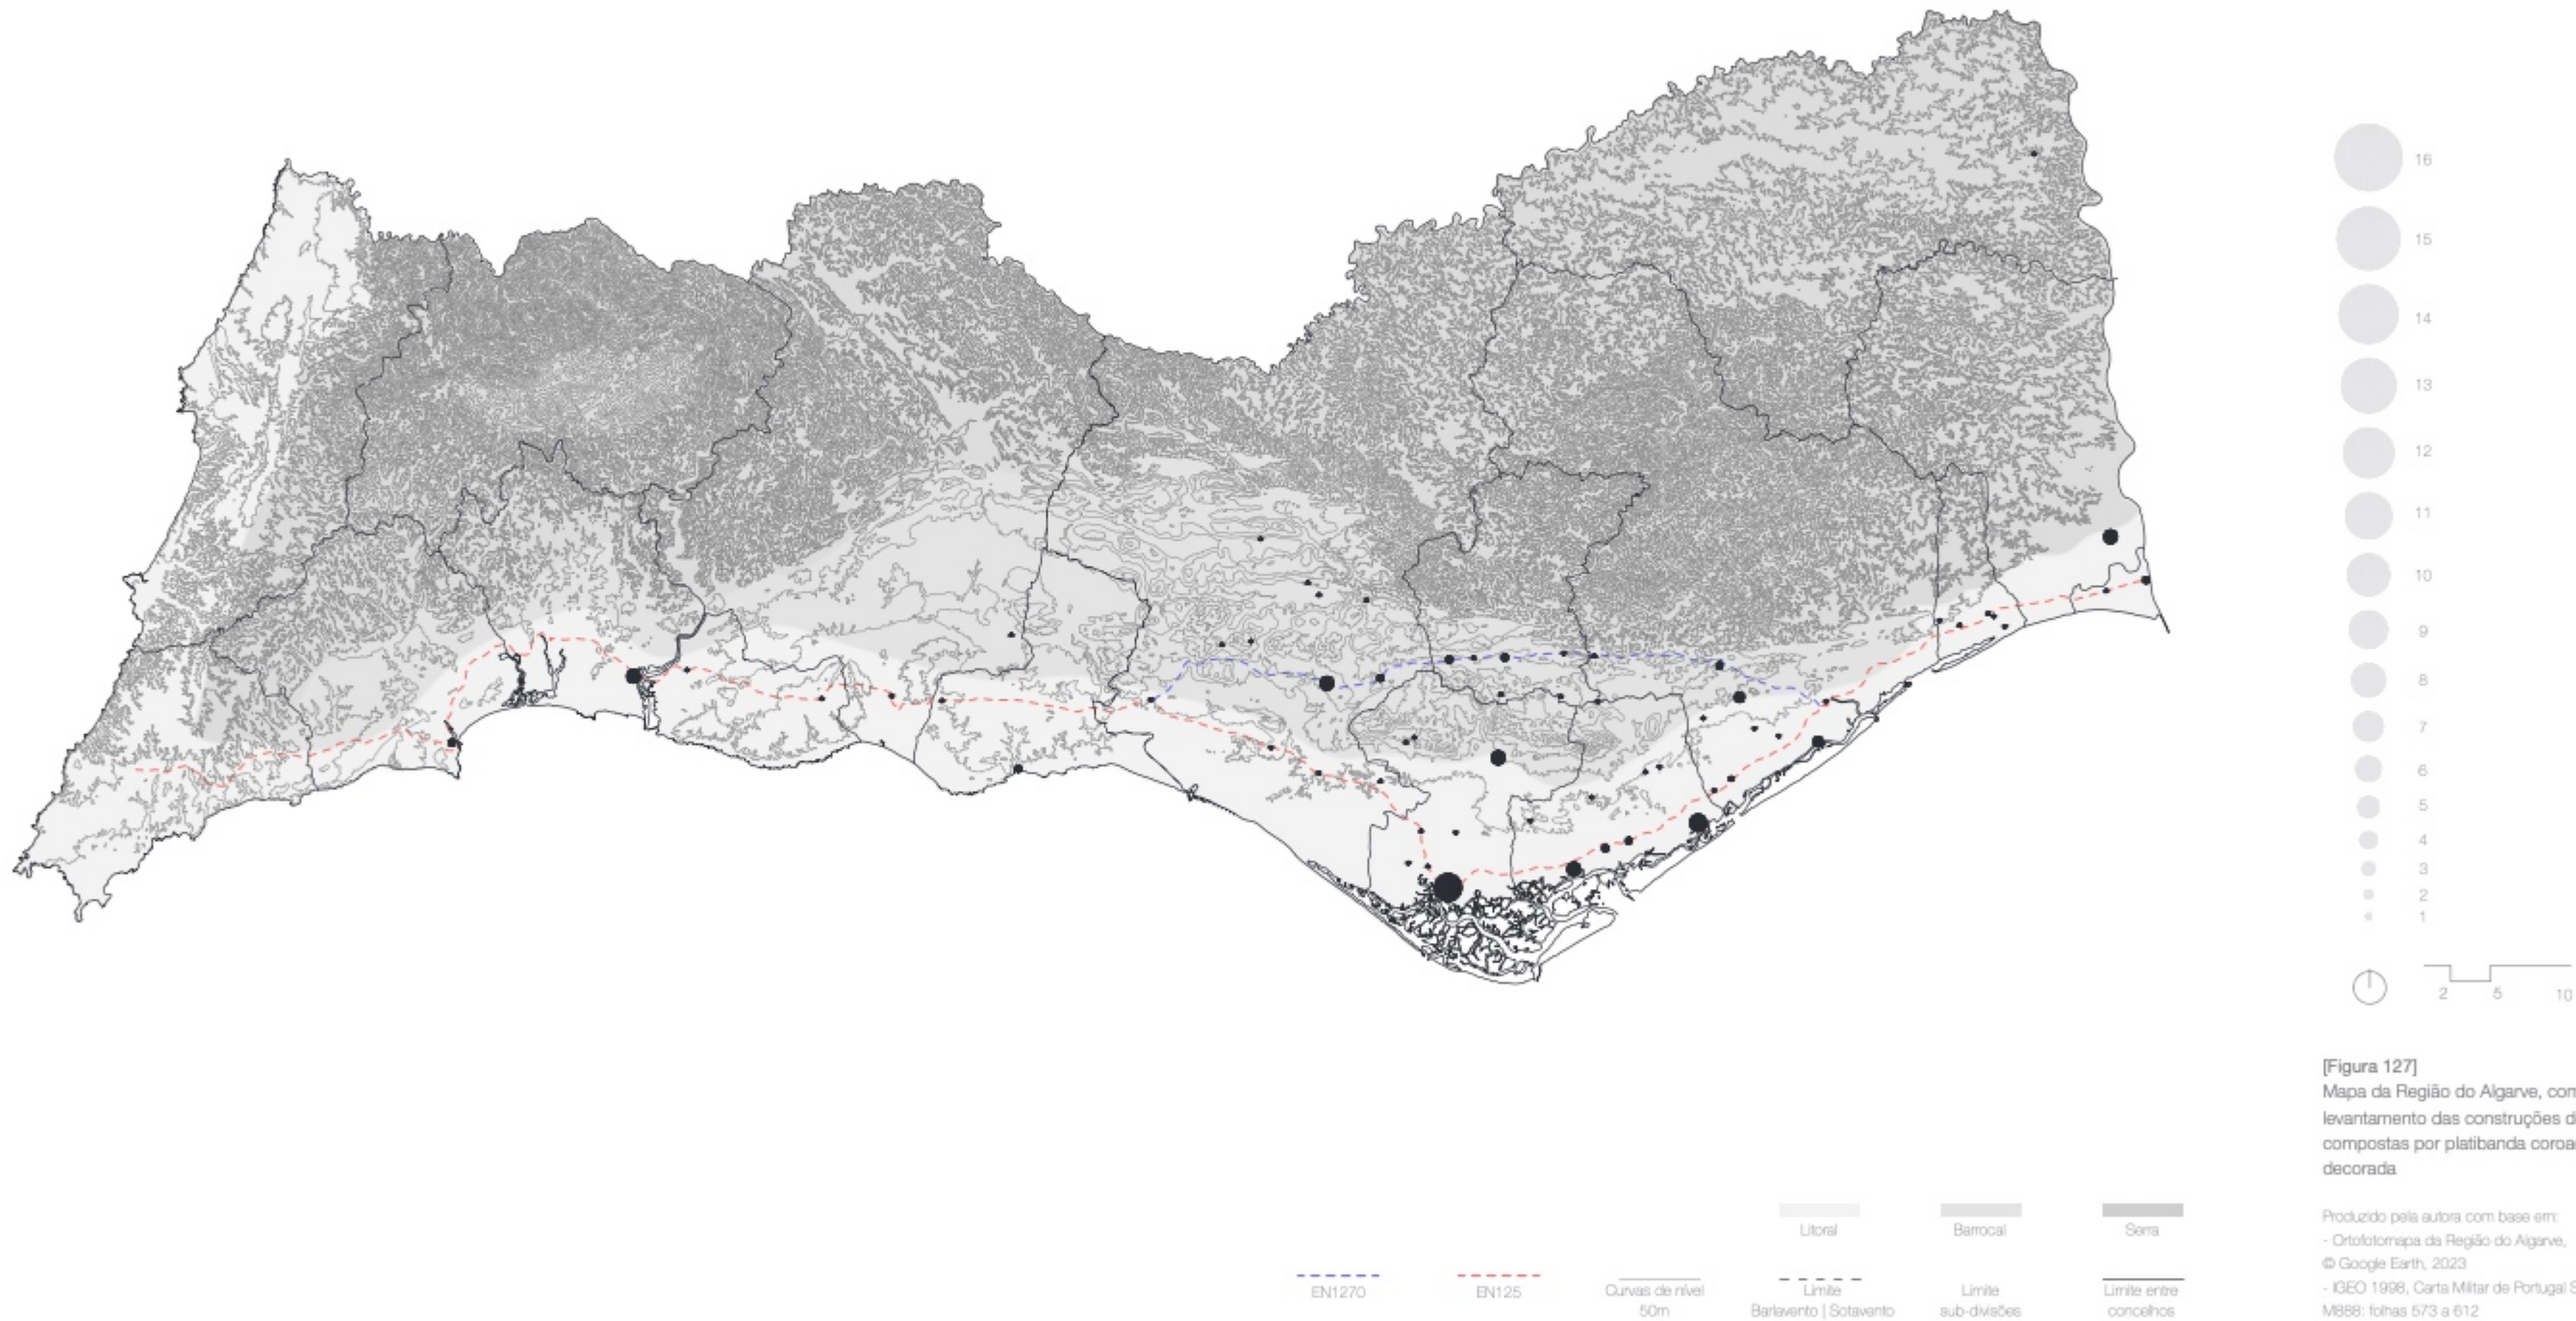 16
15
14
13
12
11
10
9
8
7
6
5
4
3
2
1
2 5 10
[Figura 127]
Mapa da Região do Algarve, com
levantamento das construções d
compostas por platibanda coroa
decorada
Produzido pela autora com base em:
- Ortofotomapa da Região do Algarve,
© Google Earth, 2023
- IGEO 1998, Carta Militar de Portugal S
M888: folhas 573 a 612
Litoral Barrocal Serra
EN1270 EN125 Curvas de nível Limite Limite Limite entre
50m Barlavento | Sotavento sub-divisões concelhos